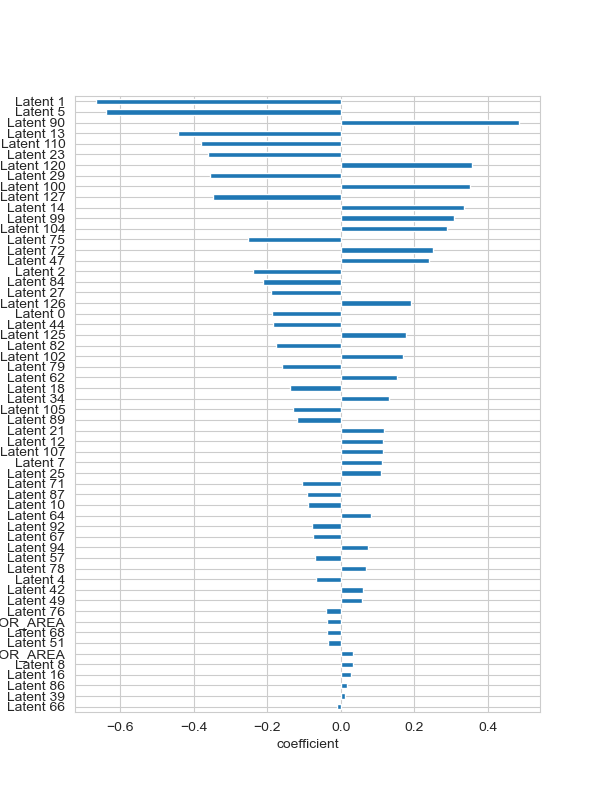 Latent 1
Latent 5
Latent 90
Latent 13
Latent 110
Latent 23
Latent 120
Latent 29
Latent 100
Latent 127
Latent 14
Latent 99
Latent 104
Latent 75
Latent 72
Latent 47
Latent 2
Latent 84
Latent 27
Latent 126
Latent 0
Latent 44
Latent 125
Latent 82
Latent 102
Latent 79
Latent 62
Latent 18
Latent 34
Latent 105
Latent 89
Latent 21
Latent 12
Latent 107
Latent 7
Latent 25
Latent 71
Latent 87
Latent 10
Latent 64
Latent 92
Latent 67
Latent 94
Latent 57
Latent 78
Latent 4
Latent 42
Latent 49
Latent 76
OR_AREA
Latent 68
Latent 51
OR_AREA
Latent 8
Latent 16
Latent 86
Latent 39
Latent 66
−0.6 −0.4 −0.2 0.0 0.2 0.4
coefficient